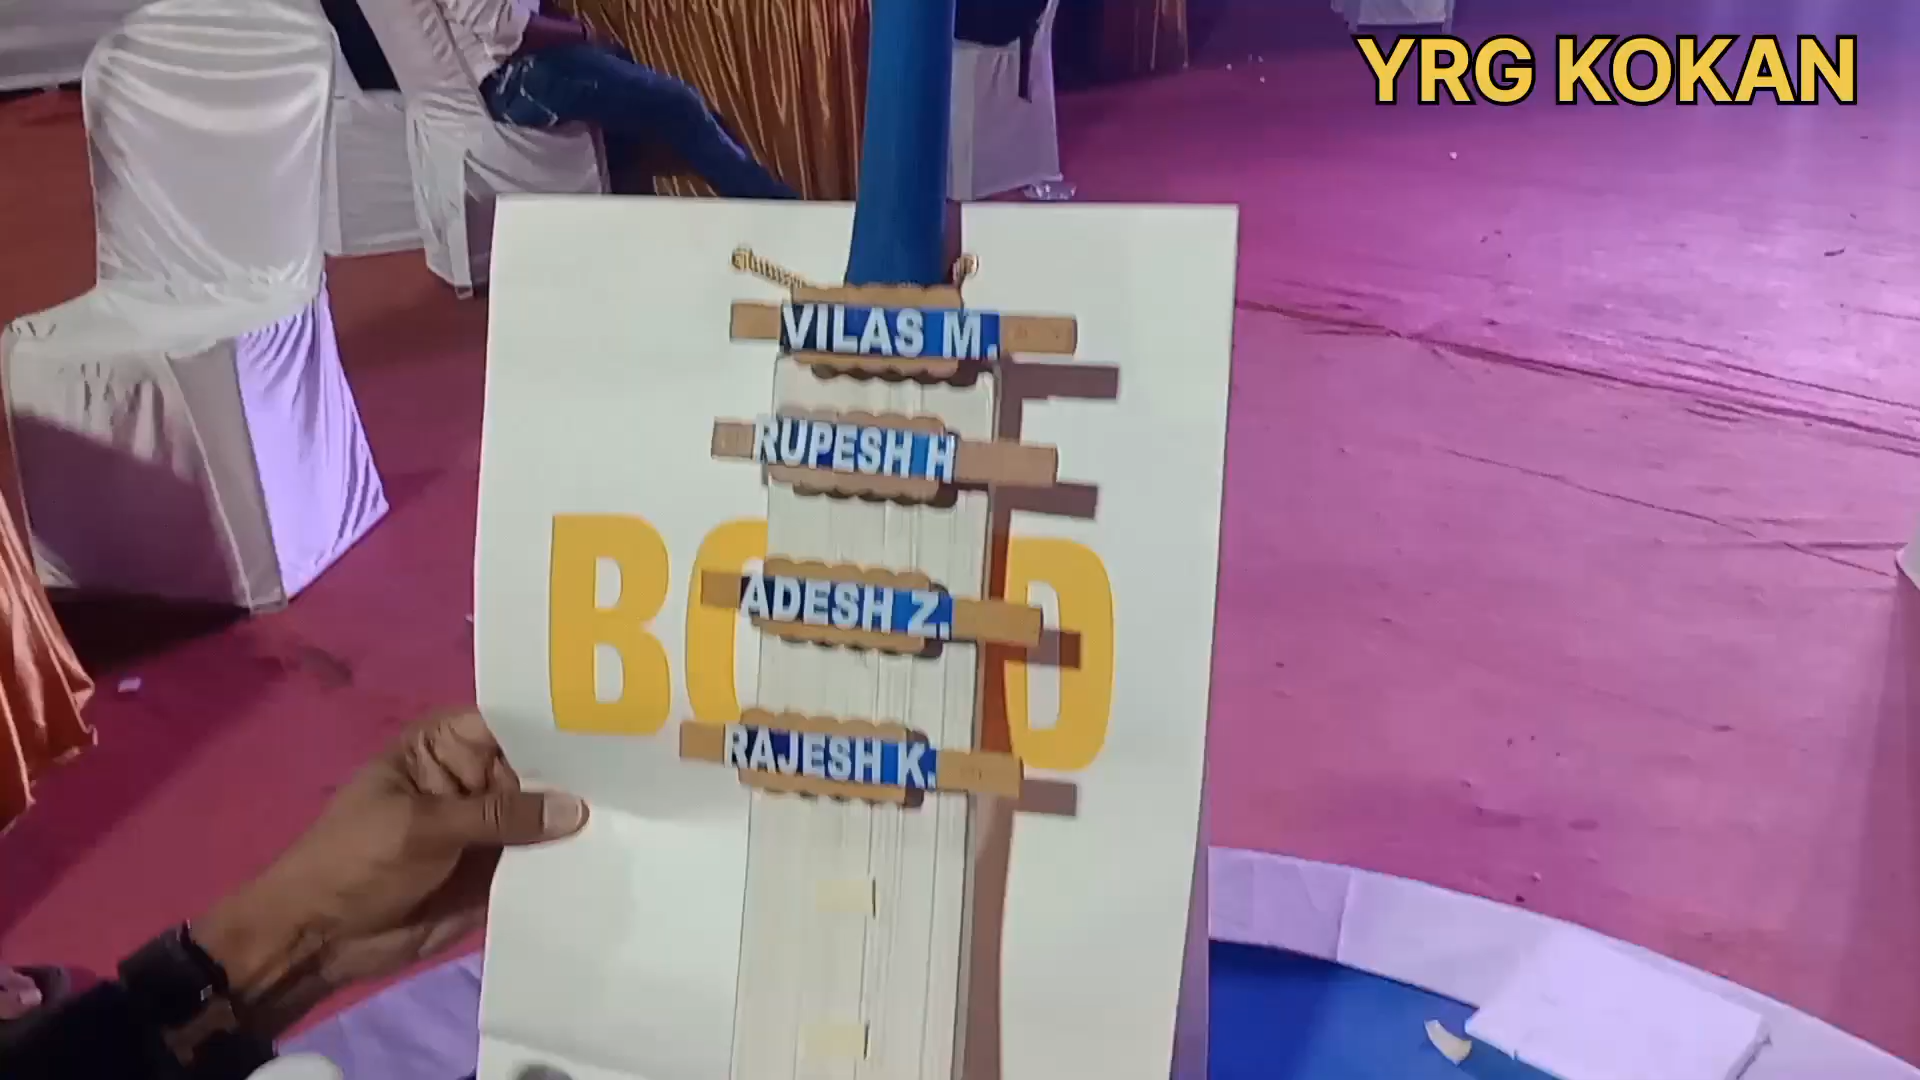 YRG KOKAN
VILAS M.
RUPESH H
ADESH Z.
RAJESH K.